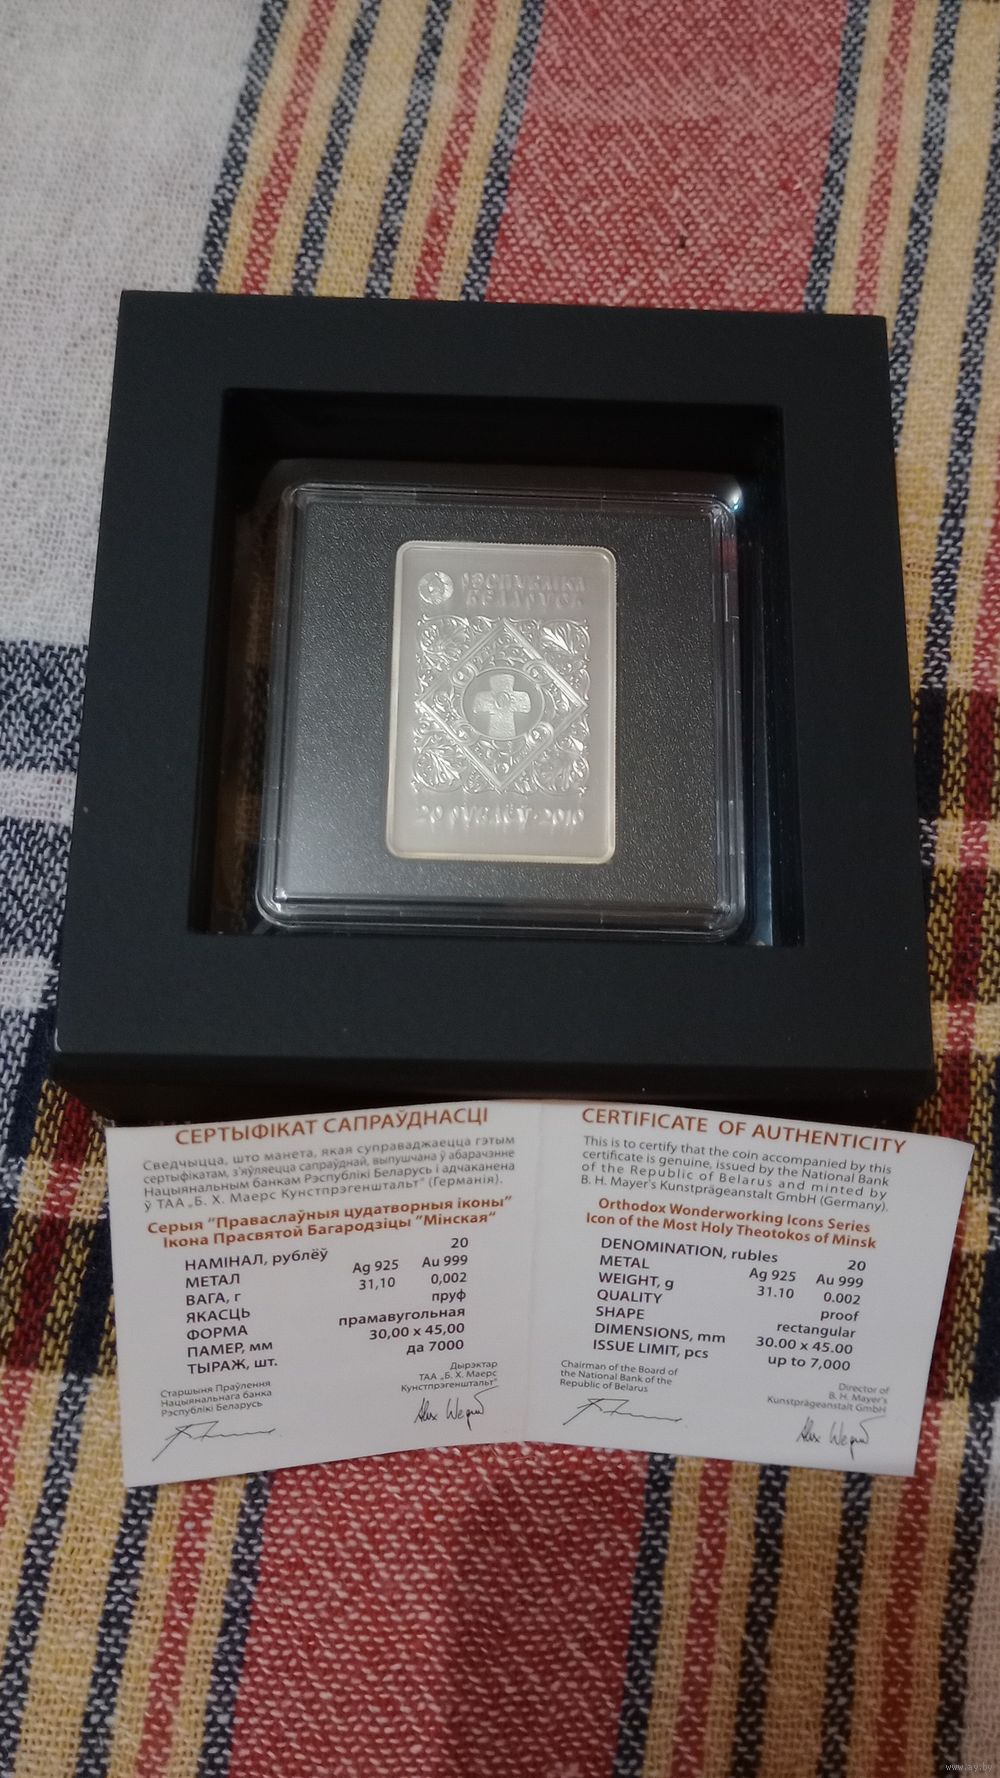 РЭСПУБЛІКА
БЕЛАРУСЬ
20 РУБЛЁЎ·2010
СЕРТЫФІКАТ САПРАЎДНАСЦІ
Сведчыцца, што манета, якая суправаджаецца гэтым
сертыфікатам, з'яўляецца сапраўднай, выпушчана ў абарачэнне
Нацыянальным банкам Рэспублікі Беларусь і адчаканена
ў ТАА „Б. Х. Маерс Кунстпрэгенштальт“ (Германія).
Серыя "Праваслаўныя цудатворныя іконы"
Ікона Прасвятой Багародзіцы "Мінская"
НАМІНАЛ, рублёў 20
МЕТАЛ Ag 925 Au 999
ВАГА, г 31,10 0,002
ЯКАСЦЬ пруф
ФОРМА прамавугольная
ПАМЕР, мм 30,00 x 45,00
ТЫРАЖ, шт. да 7000
Старшыня Праўлення
Нацыянальнага банка
Рэспублікі Беларусь
Дырэктар
ТАА „Б. Х. Маерс
Кунстпрэгенштальт“
Alex Wegner
CERTIFICATE OF AUTHENTICITY
This is to certify that the coin accompanied by this
certificate is genuine, issued by the National Bank
of the Republic of Belarus and minted by
B. H. Mayer's Kunstprägeanstalt GmbH (Germany).
Orthodox Wonderworking Icons Series
Icon of the Most Holy Theotokos of Minsk
DENOMINATION, rubles 20
METAL Ag 925 Au 999
WEIGHT, g 31.10 0.002
QUALITY proof
SHAPE rectangular
DIMENSIONS, mm 30.00 x 45.00
ISSUE LIMIT, pcs up to 7,000
Chairman of the Board of
the National Bank of the
Republic of Belarus
Director of
B. H. Mayer's
Kunstprägeanstalt GmbH
www.ay.by